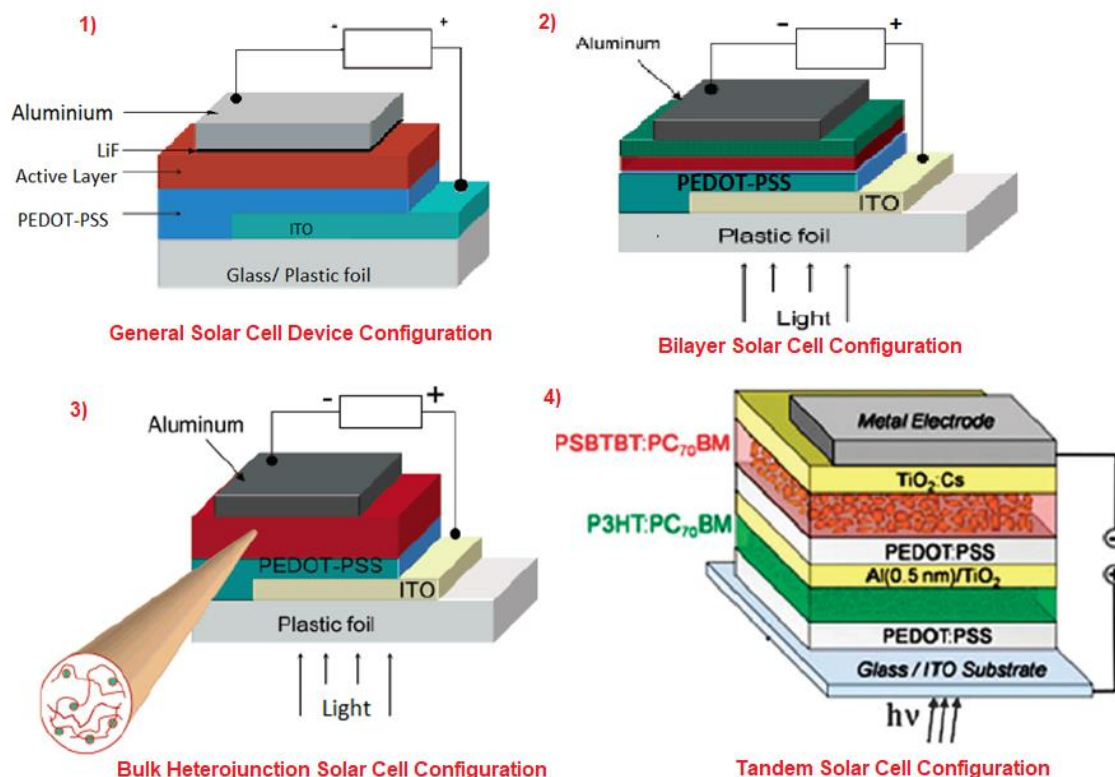 1)
- +
Aluminium
LiF
Active Layer
PEDOT-PSS
ITO
Glass/ Plastic foil
General Solar Cell Device Configuration
2)
- +
Aluminum
PEDOT-PSS
ITO
Plastic foil
Light
Bilayer Solar Cell Configuration
3)
- +
Aluminum
PEDOT-PSS
ITO
Plastic foil
Light
Bulk Heterojunction Solar Cell Configuration
4)
Metal Electrode
PSBTBT:PC₇₀BM
TiO₂:Cs
P3HT:PC₇₀BM
PEDOT:PSS
Al(0.5 nm)/TiO₂
PEDOT:PSS
Glass / ITO Substrate
-
+
hν
Tandem Solar Cell Configuration